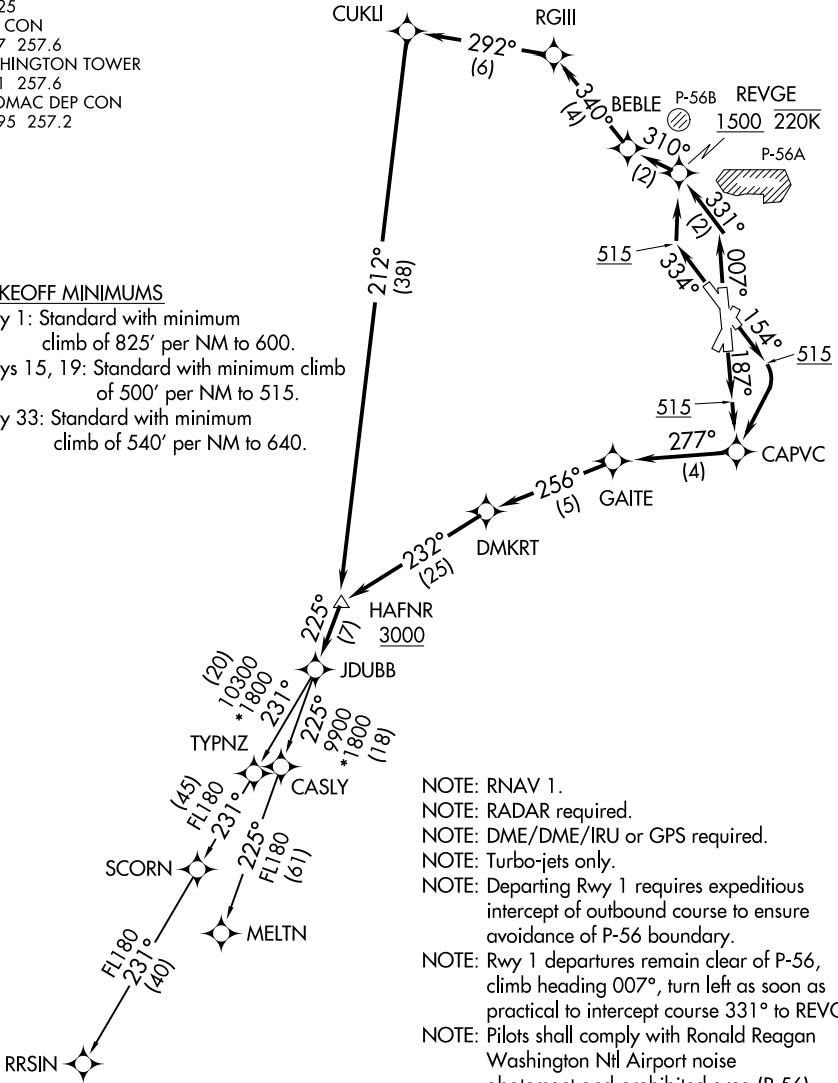 25
CON
7 257.6
HINGTON TOWER
1 257.6
OMAC DEP CON
95 257.2
CUKLI
RGIII
292°
(6)
340°
(4)
BEBLE
P-56B
REVGE
1500 220K
310°
(2)
P-56A
331°
(2)
515
334°
007°
212°
(38)
154°
515
187°
515
KEOFF MINIMUMS
y 1: Standard with minimum
climb of 825' per NM to 600.
ys 15, 19: Standard with minimum climb
of 500' per NM to 515.
y 33: Standard with minimum
climb of 540' per NM to 640.
277°
(4)
CAPVC
GAITE
256°
(5)
DMKRT
232°
(25)
HAFNR
3000
225°
(7)
JDUBB
(20)
10300
*1800
231°
225°
9900
*1800
(18)
TYPNZ
CASLY
(45)
FL180
231°
225°
FL180
(61)
SCORN
MELTN
FL180
231°
(40)
RRSIN
NOTE: RNAV 1.
NOTE: RADAR required.
NOTE: DME/DME/IRU or GPS required.
NOTE: Turbo-jets only.
NOTE: Departing Rwy 1 requires expeditious
intercept of outbound course to ensure
avoidance of P-56 boundary.
NOTE: Rwy 1 departures remain clear of P-56,
climb heading 007°, turn left as soon as
practical to intercept course 331° to REVG
NOTE: Pilots shall comply with Ronald Reagan
Washington Ntl Airport noise